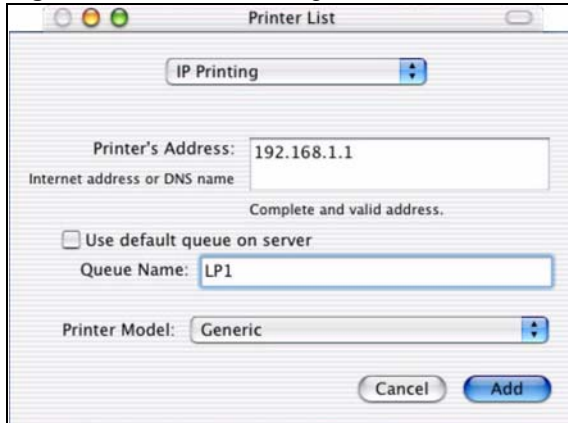 Printer List
IP Printing
Printer's Address: 192.168.1.1
Internet address or DNS name
Complete and valid address.
Use default queue on server
Queue Name: LP1
Printer Model: Generic
Cancel Add